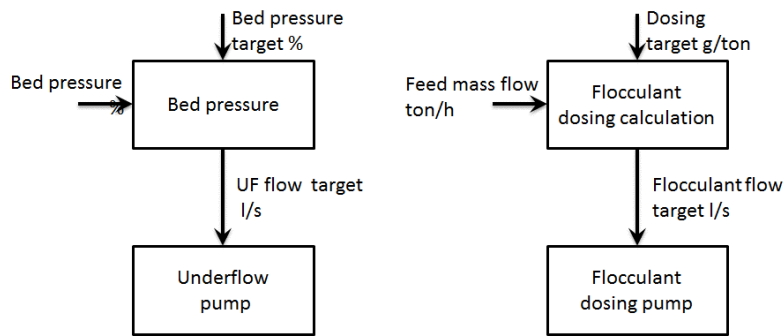 Bed pressure
target %
Bed pressure
%
Bed pressure
UF flow target
l/s
Underflow
pump
Dosing
target g/ton
Feed mass flow
ton/h
Flocculant
dosing calculation
Flocculant flow
target l/s
Flocculant
dosing pump